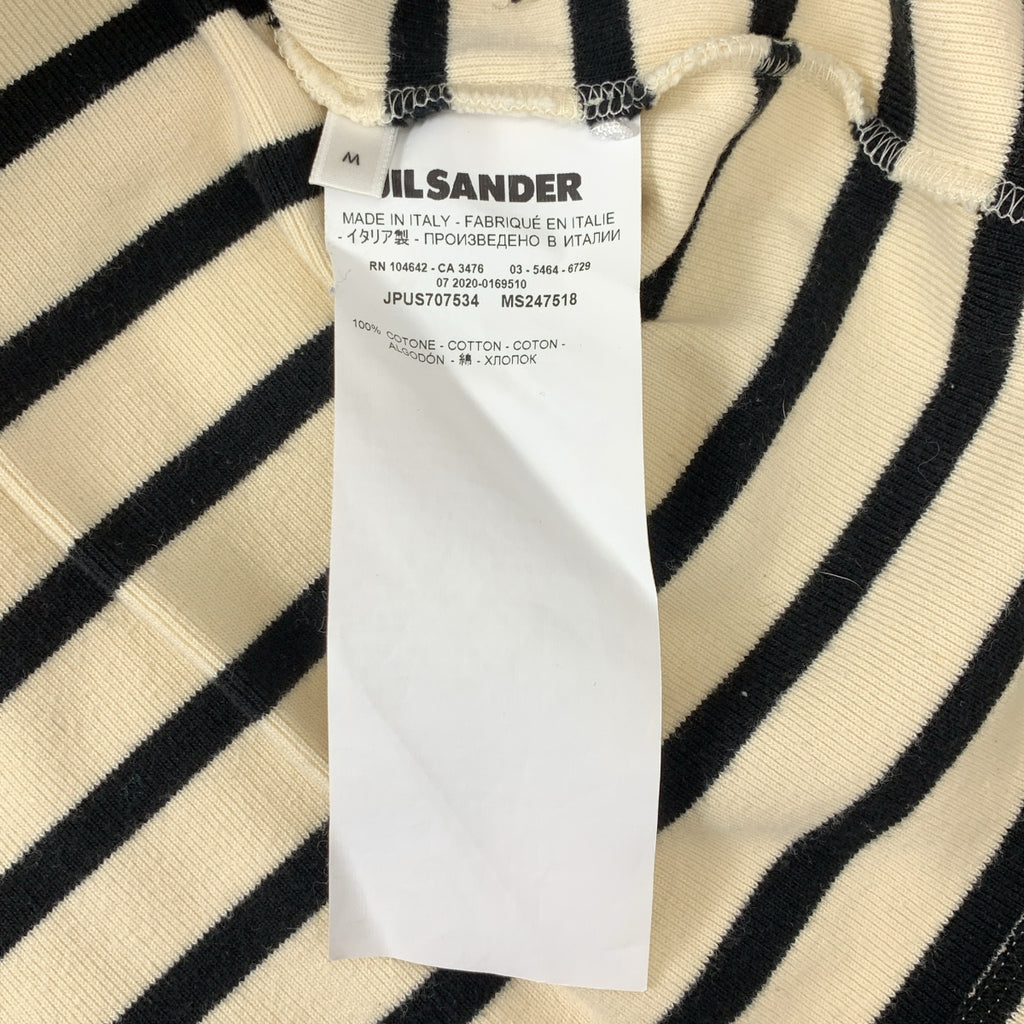 M
JIL SANDER
MADE IN ITALY - FABRIQUÉ EN ITALIE
- イタリア製 - ПРОИЗВЕДЕНО В ИТАЛИИ
RN 104642 - CA 3476 03 - 5464 - 6729
07 2020-0169510
JPUS707534 MS247518
100% COTONE - COTTON - COTON -
ALGODÓN - 綿 - ХЛОПОК